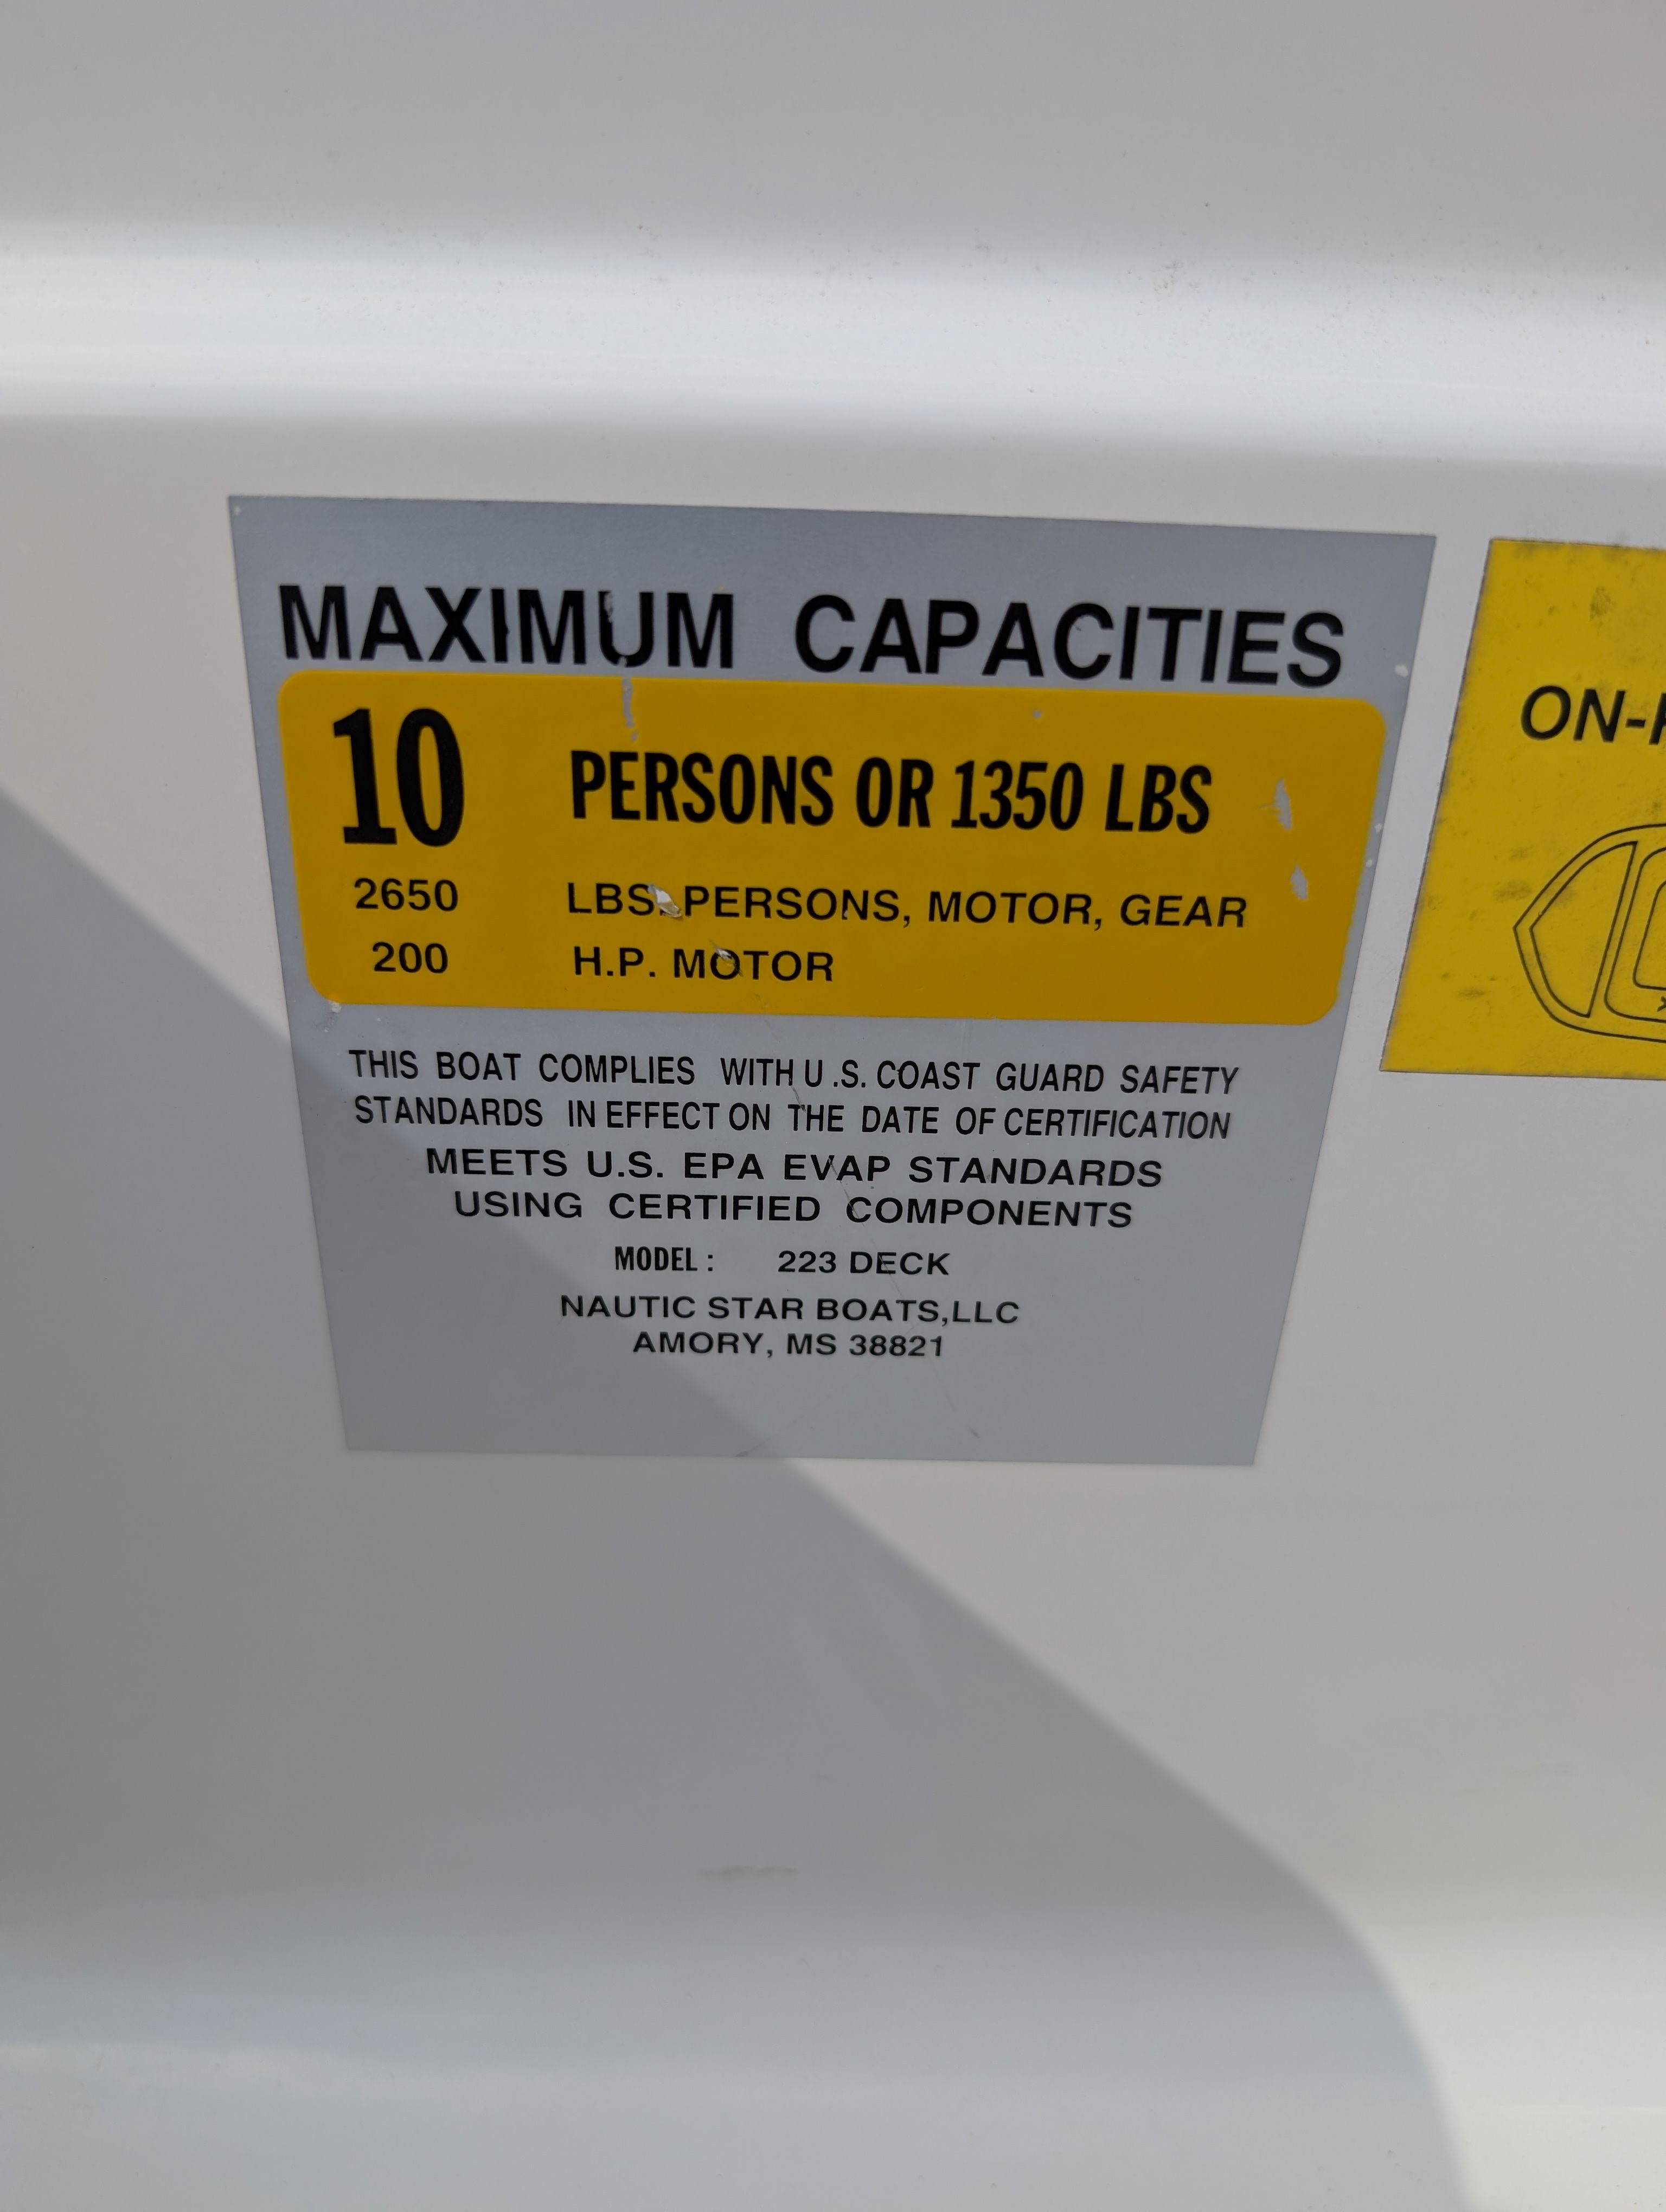 MAXIMUM CAPACITIES
10 PERSONS OR 1350 LBS
2650 LBS. PERSONS, MOTOR, GEAR
200 H.P. MOTOR
THIS BOAT COMPLIES WITH U.S. COAST GUARD SAFETY
STANDARDS IN EFFECT ON THE DATE OF CERTIFICATION
MEETS U.S. EPA EVAP STANDARDS
USING CERTIFIED COMPONENTS
MODEL: 223 DECK
NAUTIC STAR BOATS,LLC
AMORY, MS 38821